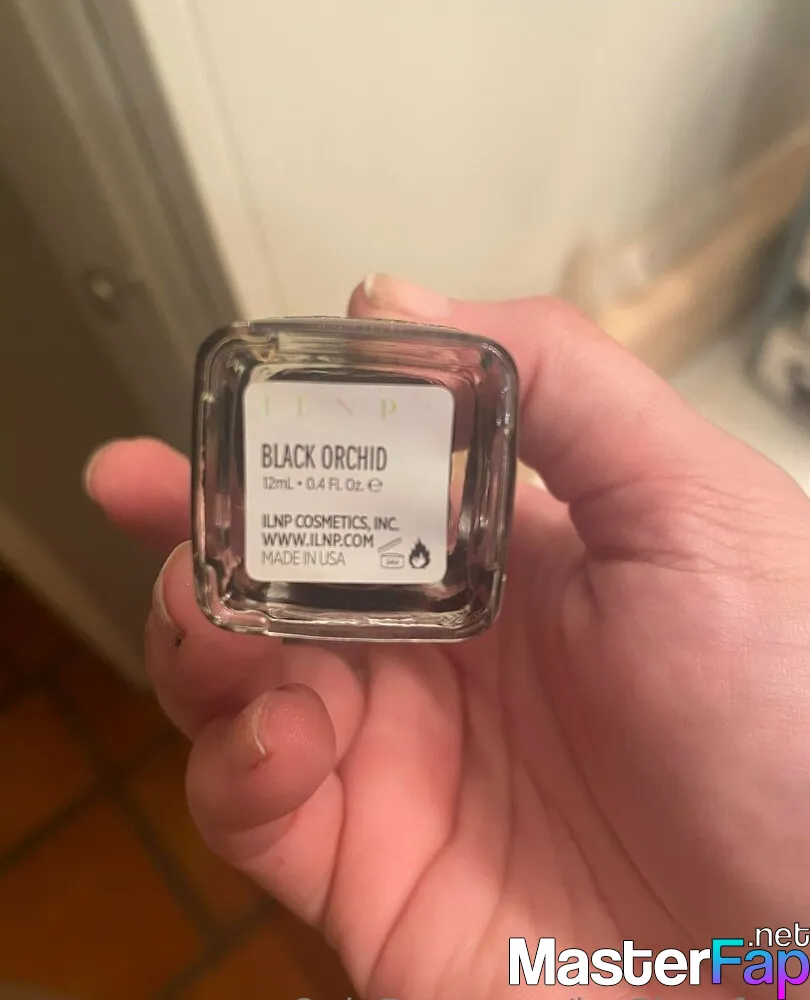 ILNP
BLACK ORCHID
12mL • 0.4 FL. Oz. ℮
ILNP COSMETICS, INC.
WWW.ILNP.COM
MADE IN USA
MasterFap
.net